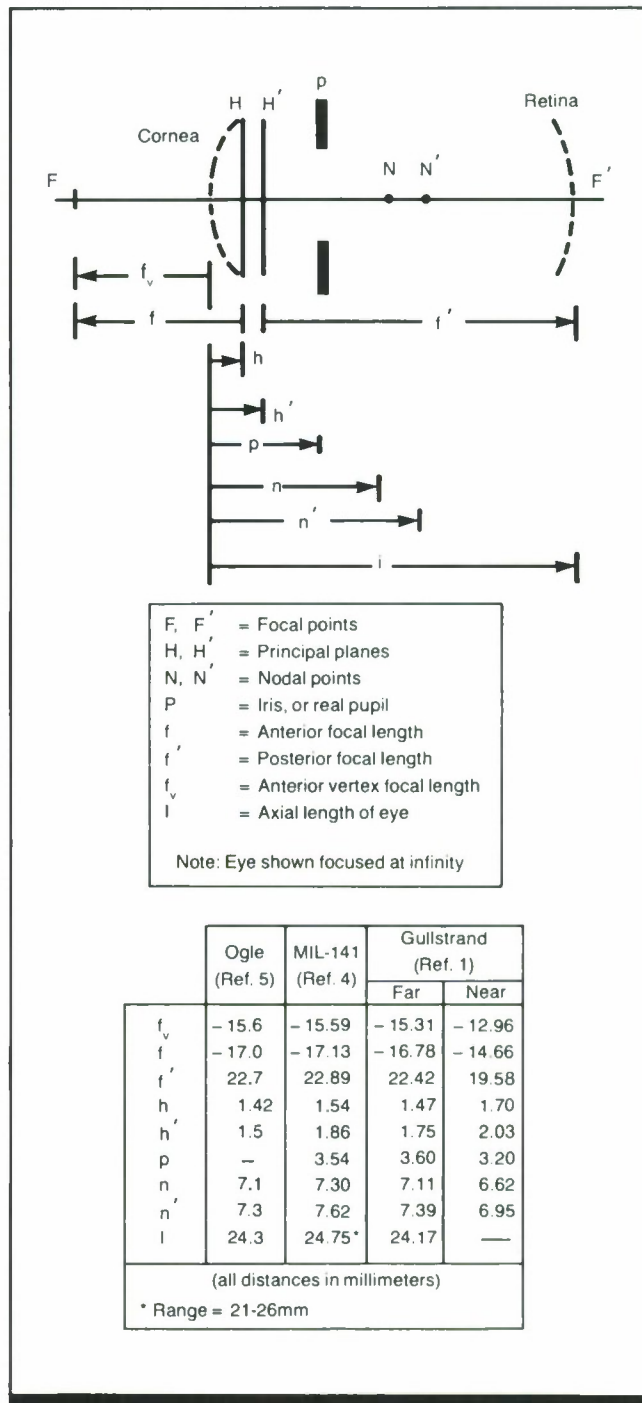 p
H H′ Retina
Cornea
F N N′ F′
f_v
f f′
h
h′
p
n
n′
i
F, F′ = Focal points
H, H′ = Principal planes
N, N′ = Nodal points
P = Iris, or real pupil
f = Anterior focal length
f′ = Posterior focal length
f_v = Anterior vertex focal length
l = Axial length of eye
Note: Eye shown focused at infinity
Ogle MIL-141 Gullstrand
(Ref. 5) (Ref. 4) (Ref. 1)
Far Near
f_v – 15.6 – 15.59 – 15.31 – 12.96
f – 17.0 – 17.13 – 16.78 – 14.66
f′ 22.7 22.89 22.42 19.58
h 1.42 1.54 1.47 1.70
h′ 1.5 1.86 1.75 2.03
p – 3.54 3.60 3.20
n 7.1 7.30 7.11 6.62
n′ 7.3 7.62 7.39 6.95
l 24.3 24.75* 24.17 —
(all distances in millimeters)
* Range = 21-26mm